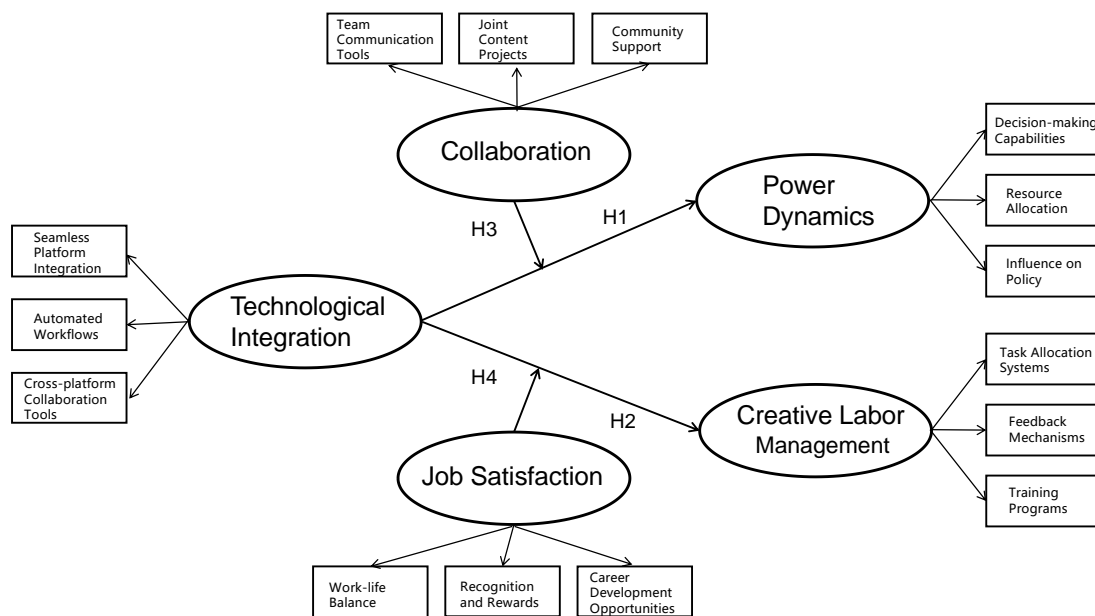 Team
Communication
Tools
Joint
Content
Projects
Community
Support
Collaboration
Decision-making
Capabilities
Power
Dynamics
Resource
Allocation
Influence on
Policy
H3
H1
Seamless
Platform
Integration
Automated
Workflows
Cross-platform
Collaboration
Tools
Technological
Integration
H4
H2
Task Allocation
Systems
Creative Labor
Management
Feedback
Mechanisms
Training
Programs
Job Satisfaction
Work-life
Balance
Recognition
and Rewards
Career
Development
Opportunities